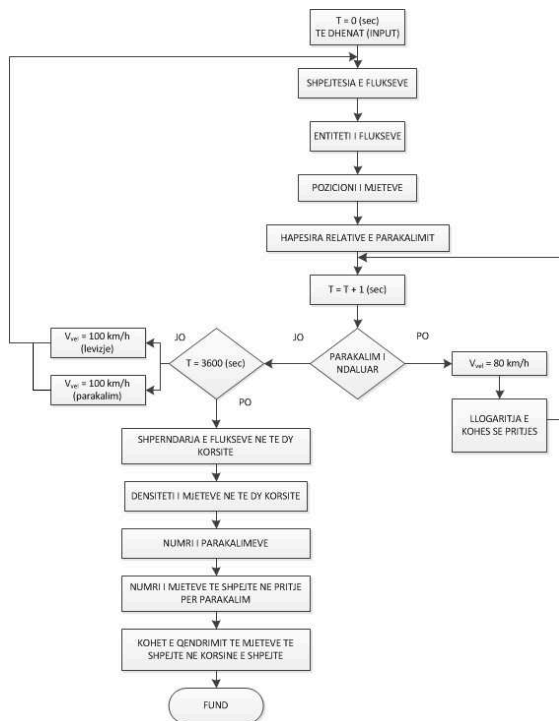 T = 0 (sec)
TE DHENAT (INPUT)
SHPEJTESIA E FLUKSEVE
ENTITETI I FLUKSEVE
POZICIONI I MJETEVE
HAPESIRA RELATIVE E PARAKALIMIT
T = T + 1 (sec)
PARAKALIM I
NDALUAR
JO
PO
T = 3600 (sec)
JO
PO
V_vel = 100 km/h
(levizje)
V_vel = 100 km/h
(parakalim)
V_vel = 80 km/h
LLOGARITJA E
KOHES SE PRITJES
SHPERNDARJA E FLUKSEVE NE TE DY
KORSITE
DENSITETI I MJETEVE NE TE DY KORSITE
NUMRI I PARAKALIMEVE
NUMRI I MJETEVE TE SHPEJTE NE PRITJE
PER PARAKALIM
KOHET E QENDRIMIT TE MJETEVE TE
SHPEJTE NE KORSINE E SHPEJTE
FUND